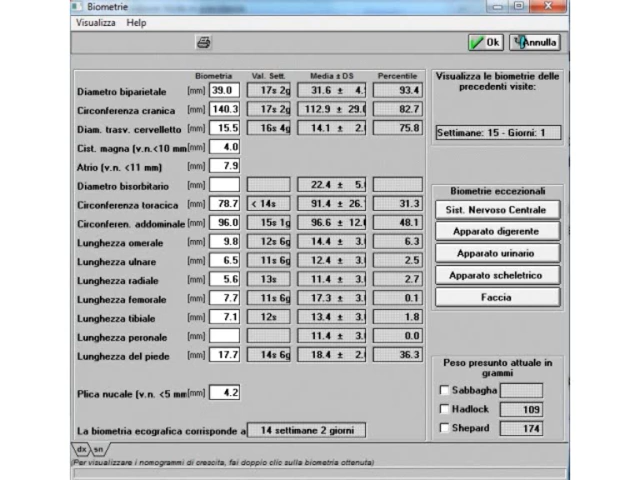 Biometrie
Visualizza Help
Ok Annulla
Biometria Val. Sett. Media ± DS Percentile
Diametro biparietale [mm] 39.0 17s 2g 31.6 ± 4. 93.4
Circonferenza cranica [mm] 140.3 17s 2g 112.9 ± 29.( 82.7
Diam. trasv. cervelletto [mm] 15.5 16s 4g 14.1 ± 2. 75.8
Cist. magna (v.n.<10 mm [mm] 4.0
Atrio (v.n. <11 mm) [mm] 7.9
Diametro bisorbitario [mm] 22.4 ± 5.
Circonferenza toracica [mm] 78.7 < 14s 91.4 ± 26. 31.3
Circonferen. addominale [mm] 96.0 15s 1g 96.6 ± 12. 48.1
Lunghezza omerale [mm] 9.8 12s 6g 14.4 ± 3. 6.3
Lunghezza ulnare [mm] 6.5 11s 6g 12.4 ± 3. 2.5
Lunghezza radiale [mm] 5.6 13s 11.4 ± 3. 2.7
Lunghezza femorale [mm] 7.7 11s 6g 17.3 ± 3. 0.1
Lunghezza tibiale [mm] 7.1 12s 13.4 ± 3. 1.8
Lunghezza peronale [mm] 11.4 ± 3. 0.0
Lunghezza del piede [mm] 17.7 14s 6g 18.4 ± 2. 36.3
Plica nucale (v.n. <5 mm [mm] 4.2
La biometria ecografica corrisponde a 14 settimane 2 giorni
dx sn
(Per visualizzare i nomogrammi di crescita, fai doppio clic sulla biometria ottenuta)
Visualizza le biometrie delle
precedenti visite:
Settimane: 15 - Giorni: 1
Biometrie eccezionali
Sist. Nervoso Centrale
Apparato digerente
Apparato urinario
Apparato scheletrico
Faccia
Peso presunto attuale in
grammi
Sabbagha
Hadlock 109
Shepard 174